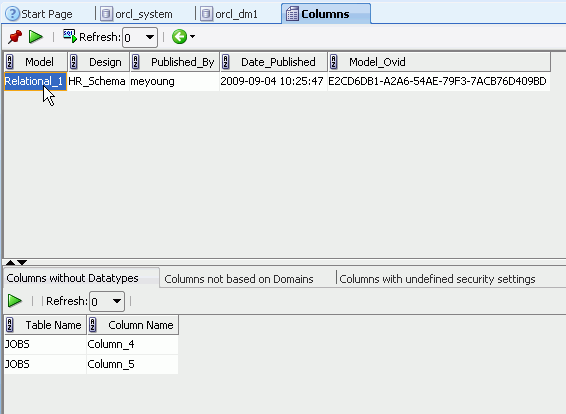 Start Page orcl_system orcl_dm1 Columns
SQL Refresh: 0
Model Design Published_By Date_Published Model_Ovid
Relational_1 HR_Schema meyoung 2009-09-04 10:25:47 E2CD6DB1-A2A6-54AE-79F3-7ACB76D409BD
Columns without Datatypes Columns not based on Domains Columns with undefined security settings
Refresh: 0
Table Name Column Name
JOBS Column_4
JOBS Column_5